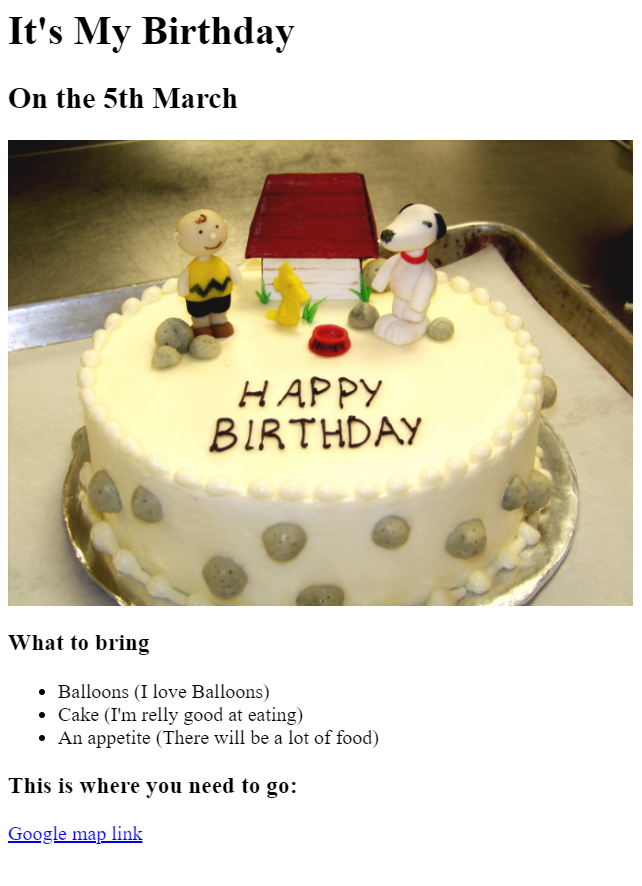 It's My Birthday
On the 5th March
HAPPY
BIRTHDAY
What to bring
Balloons (I love Balloons)
Cake (I'm relly good at eating)
An appetite (There will be a lot of food)
This is where you need to go:
Google map link